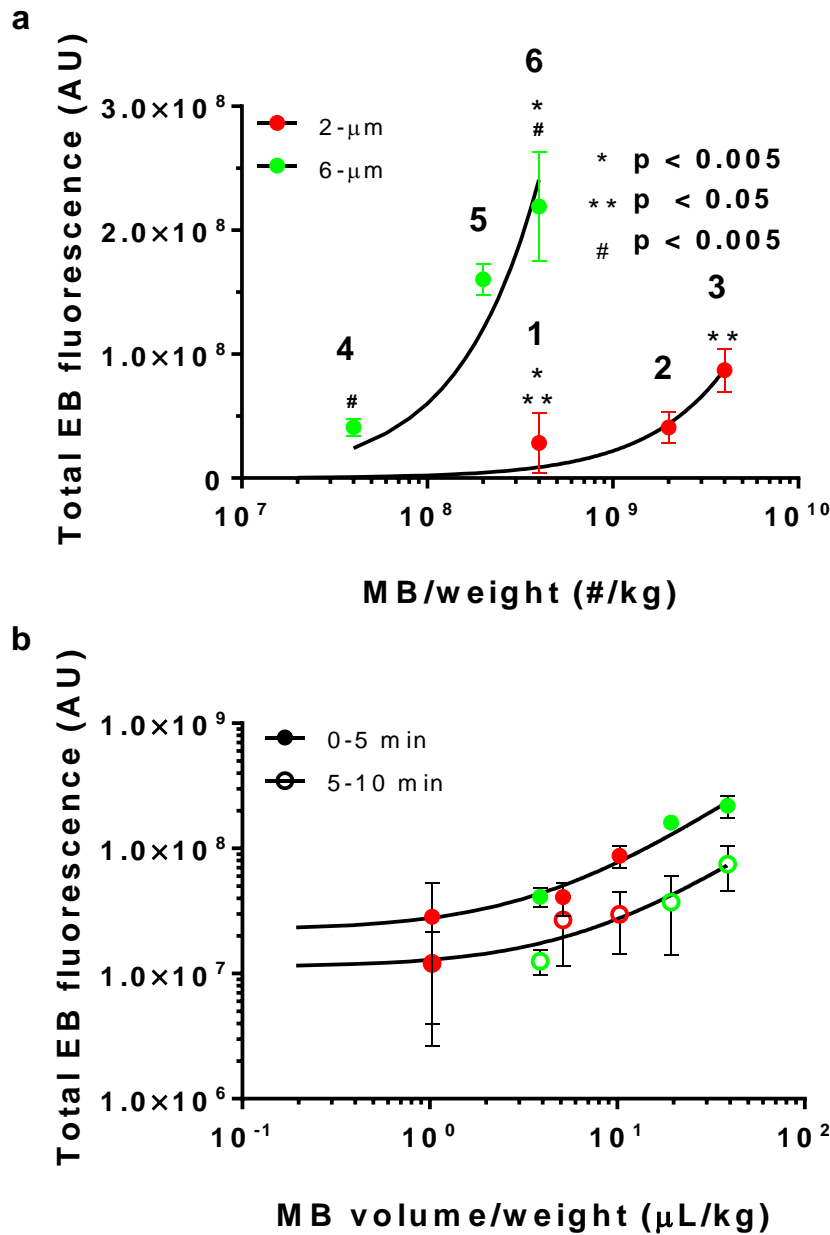 a
Total EB fluorescence (AU)
3.0×10⁸
2.0×10⁸
1.0×10⁸
0
2-μm
6-μm
6
*
#
* p < 0.005
** p < 0.05
# p < 0.005
5
4
#
1
*
**
2
3
**
10⁷
10⁸
10⁹
10¹⁰
MB/weight (#/kg)
b
Total EB fluorescence (AU)
1.0×10⁹
1.0×10⁸
1.0×10⁷
1.0×10⁶
0-5 min
5-10 min
10⁻¹
10⁰
10¹
10²
MB volume/weight (μL/kg)